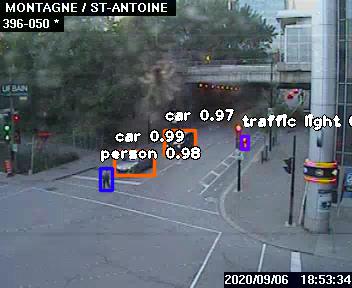 MONTAGNE / ST-ANTOINE
396-050 *
URBAIN
car 0.97
traffic light
car 0.99
person 0.98
2020/09/06 18:53:34